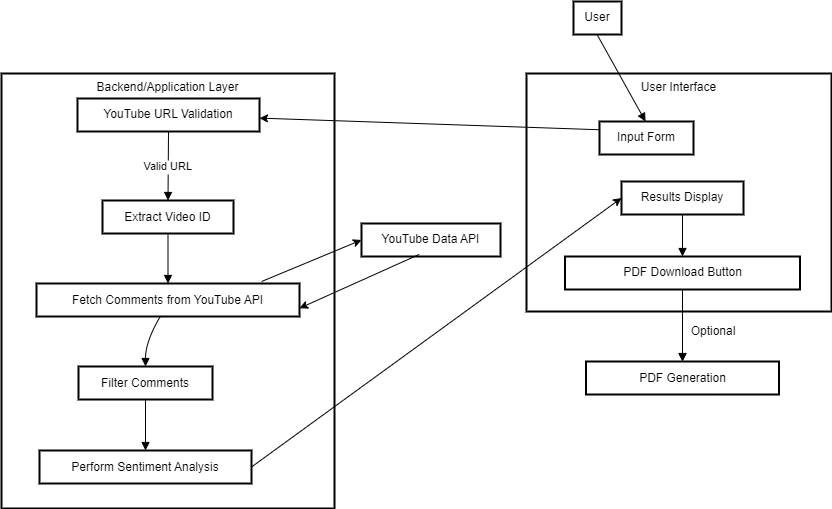 User
Backend/Application Layer
YouTube URL Validation
Valid URL
Extract Video ID
Fetch Comments from YouTube API
Filter Comments
Perform Sentiment Analysis
YouTube Data API
User Interface
Input Form
Results Display
PDF Download Button
Optional
PDF Generation